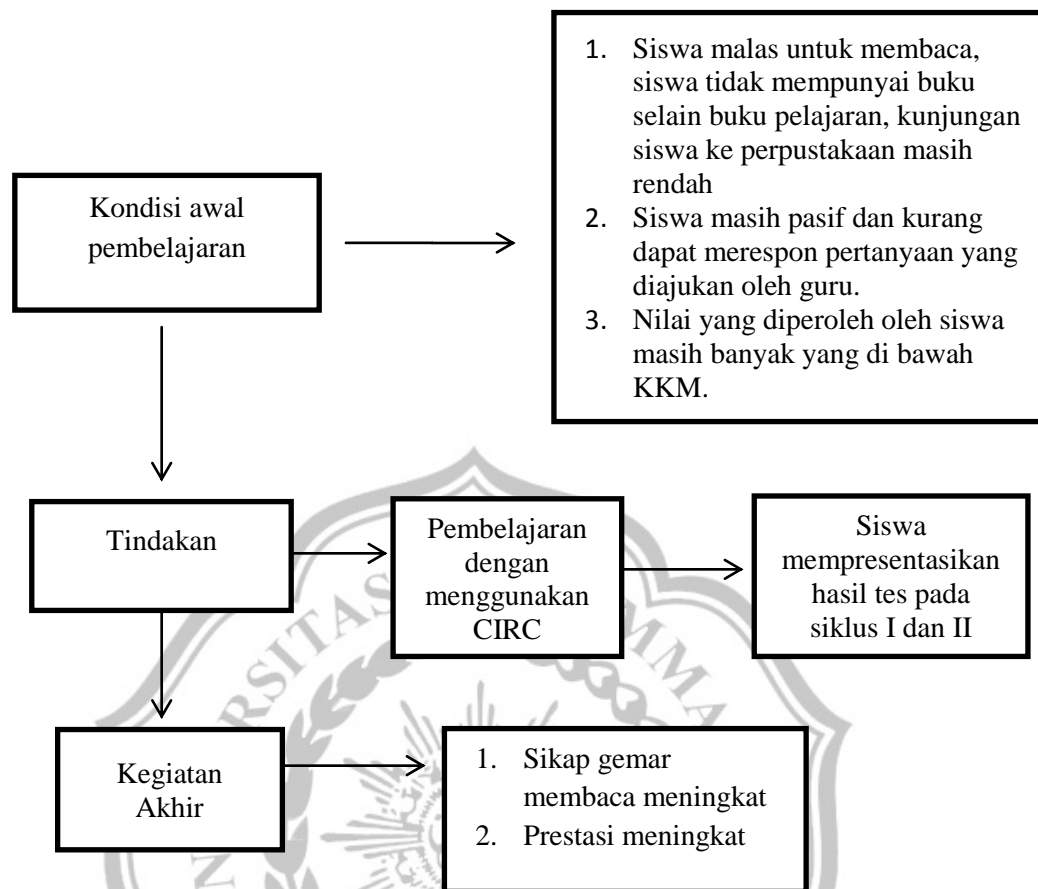 1. Siswa malas untuk membaca,
siswa tidak mempunyai buku
selain buku pelajaran, kunjungan
siswa ke perpustakaan masih
rendah
2. Siswa masih pasif dan kurang
dapat merespon pertanyaan yang
diajukan oleh guru.
3. Nilai yang diperoleh oleh siswa
masih banyak yang di bawah
KKM.
Kondisi awal
pembelajaran
Tindakan
Pembelajaran
dengan
menggunakan
CIRC
Siswa
mempresentasikan
hasil tes pada
siklus I dan II
Kegiatan
Akhir
1. Sikap gemar
membaca meningkat
2. Prestasi meningkat